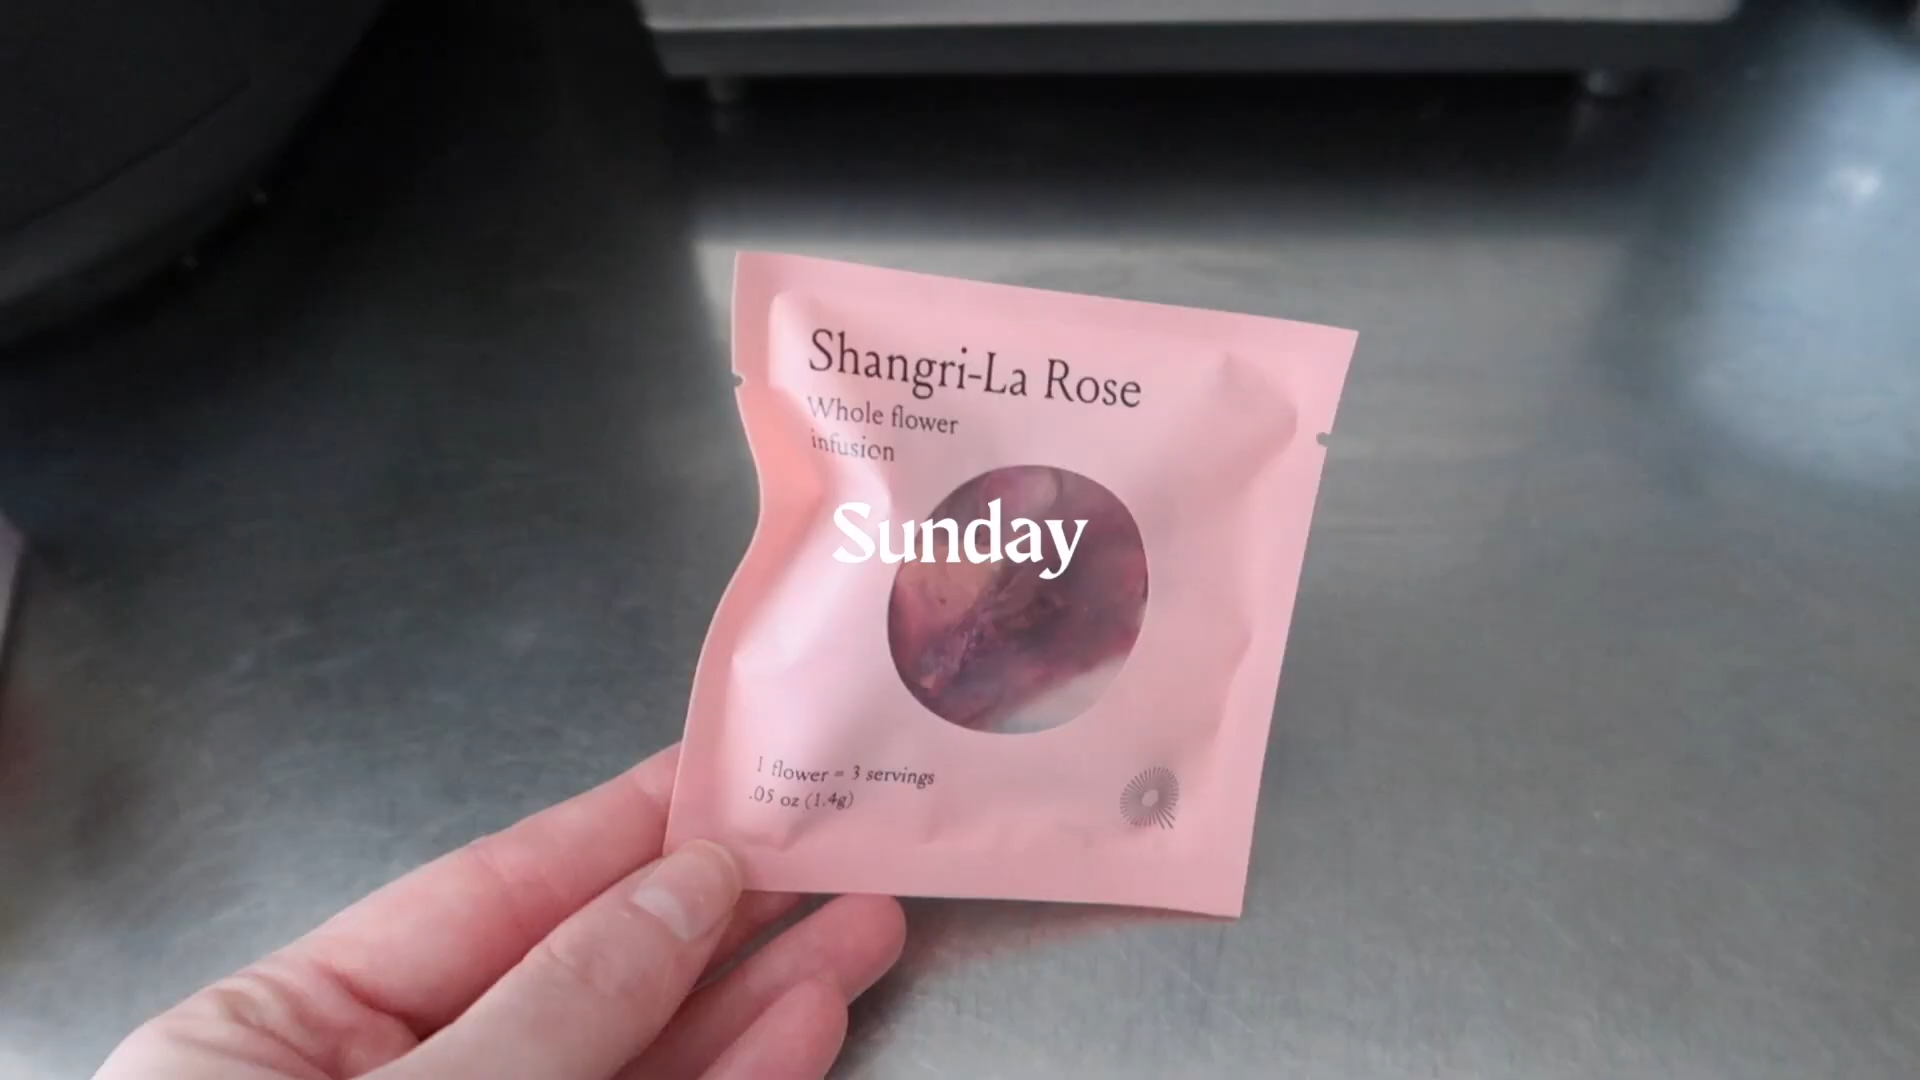 Shangri-La Rose
Whole flower
infusion
Sunday
1 flower = 3 servings
.05 oz (1.4g)